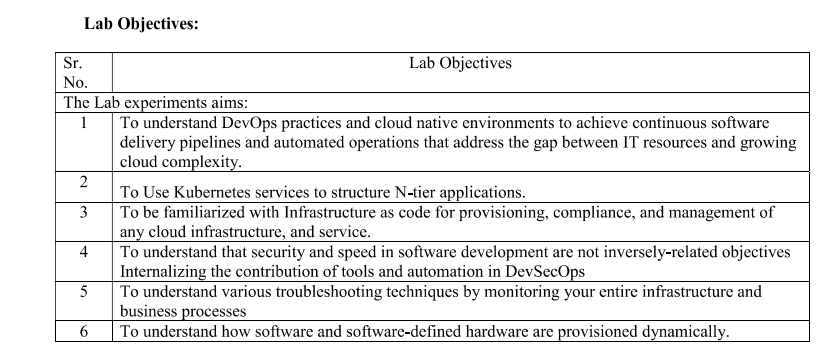 Lab Objectives:
Sr. No.
Lab Objectives
The Lab experiments aims:
1 To understand DevOps practices and cloud native environments to achieve continuous software
delivery pipelines and automated operations that address the gap between IT resources and growing
cloud complexity.
2 To Use Kubernetes services to structure N-tier applications.
3 To be familiarized with Infrastructure as code for provisioning, compliance, and management of
any cloud infrastructure, and service.
4 To understand that security and speed in software development are not inversely-related objectives
Internalizing the contribution of tools and automation in DevSecOps
5 To understand various troubleshooting techniques by monitoring your entire infrastructure and
business processes
6 To understand how software and software-defined hardware are provisioned dynamically.